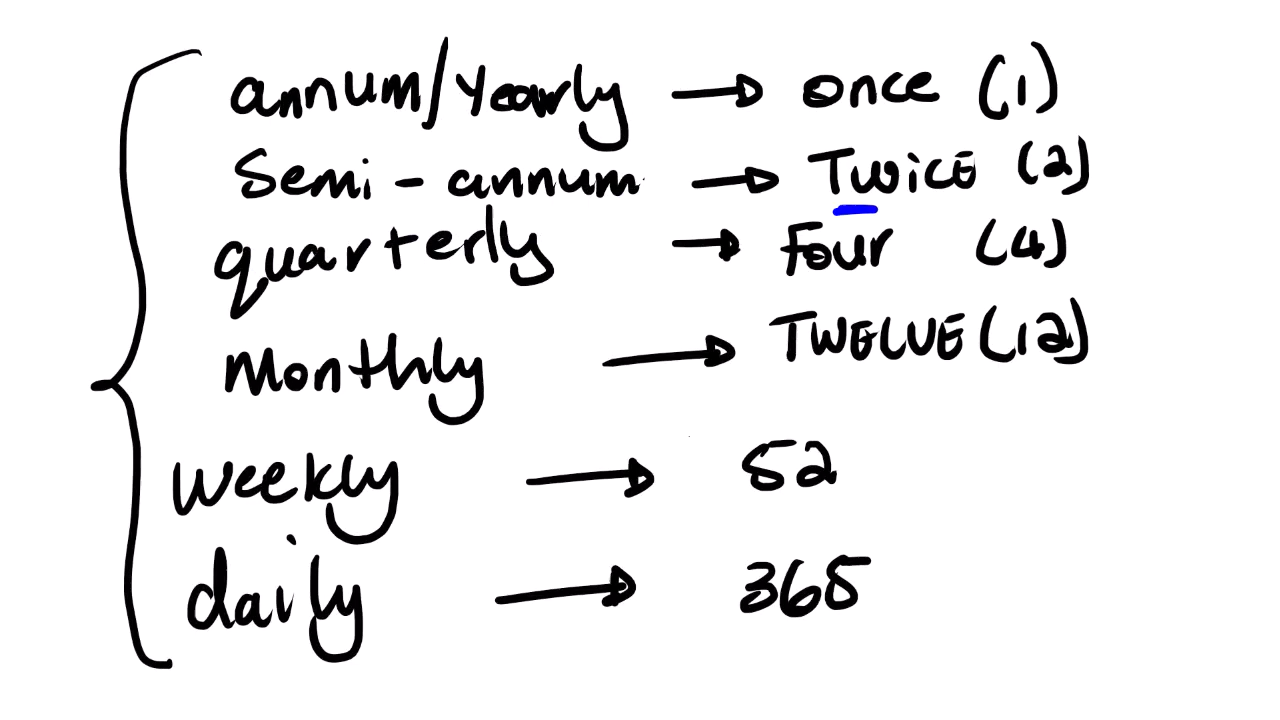 annum/Yearly → once (1)
Semi-annum → TwicE (2)
quarterly → Four (4)
Monthly → TWELVE (12)
weekly → 52
daily → 365